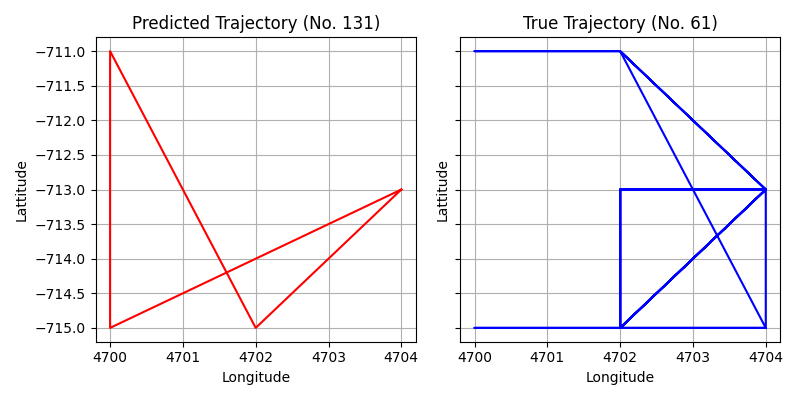 Predicted Trajectory (No. 131)
True Trajectory (No. 61)
−711.0
−711.5
−712.0
−712.5
−713.0
−713.5
−714.0
−714.5
−715.0
Lattitude
Lattitude
4700 4701 4702 4703 4704
4700 4701 4702 4703 4704
Longitude
Longitude